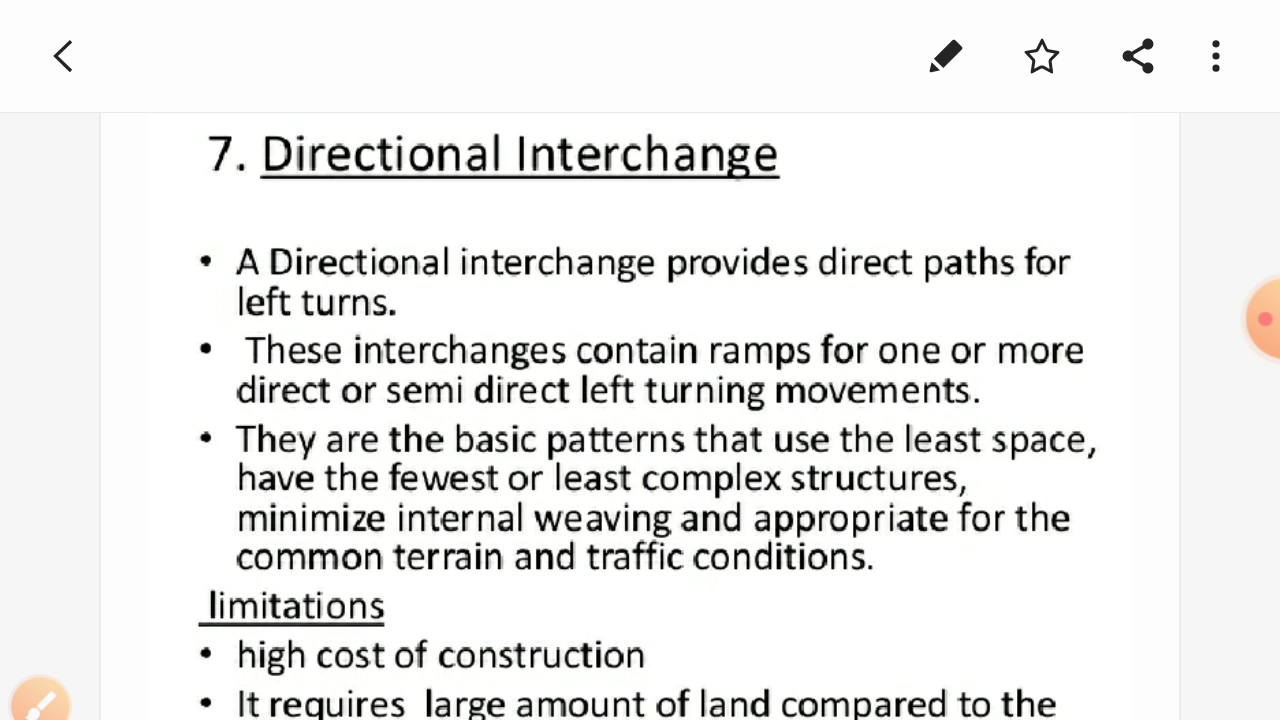 7. Directional Interchange
• A Directional interchange provides direct paths for
left turns.
• These interchanges contain ramps for one or more
direct or semi direct left turning movements.
• They are the basic patterns that use the least space,
have the fewest or least complex structures,
minimize internal weaving and appropriate for the
common terrain and traffic conditions.
limitations
• high cost of construction
• It requires large amount of land compared to the